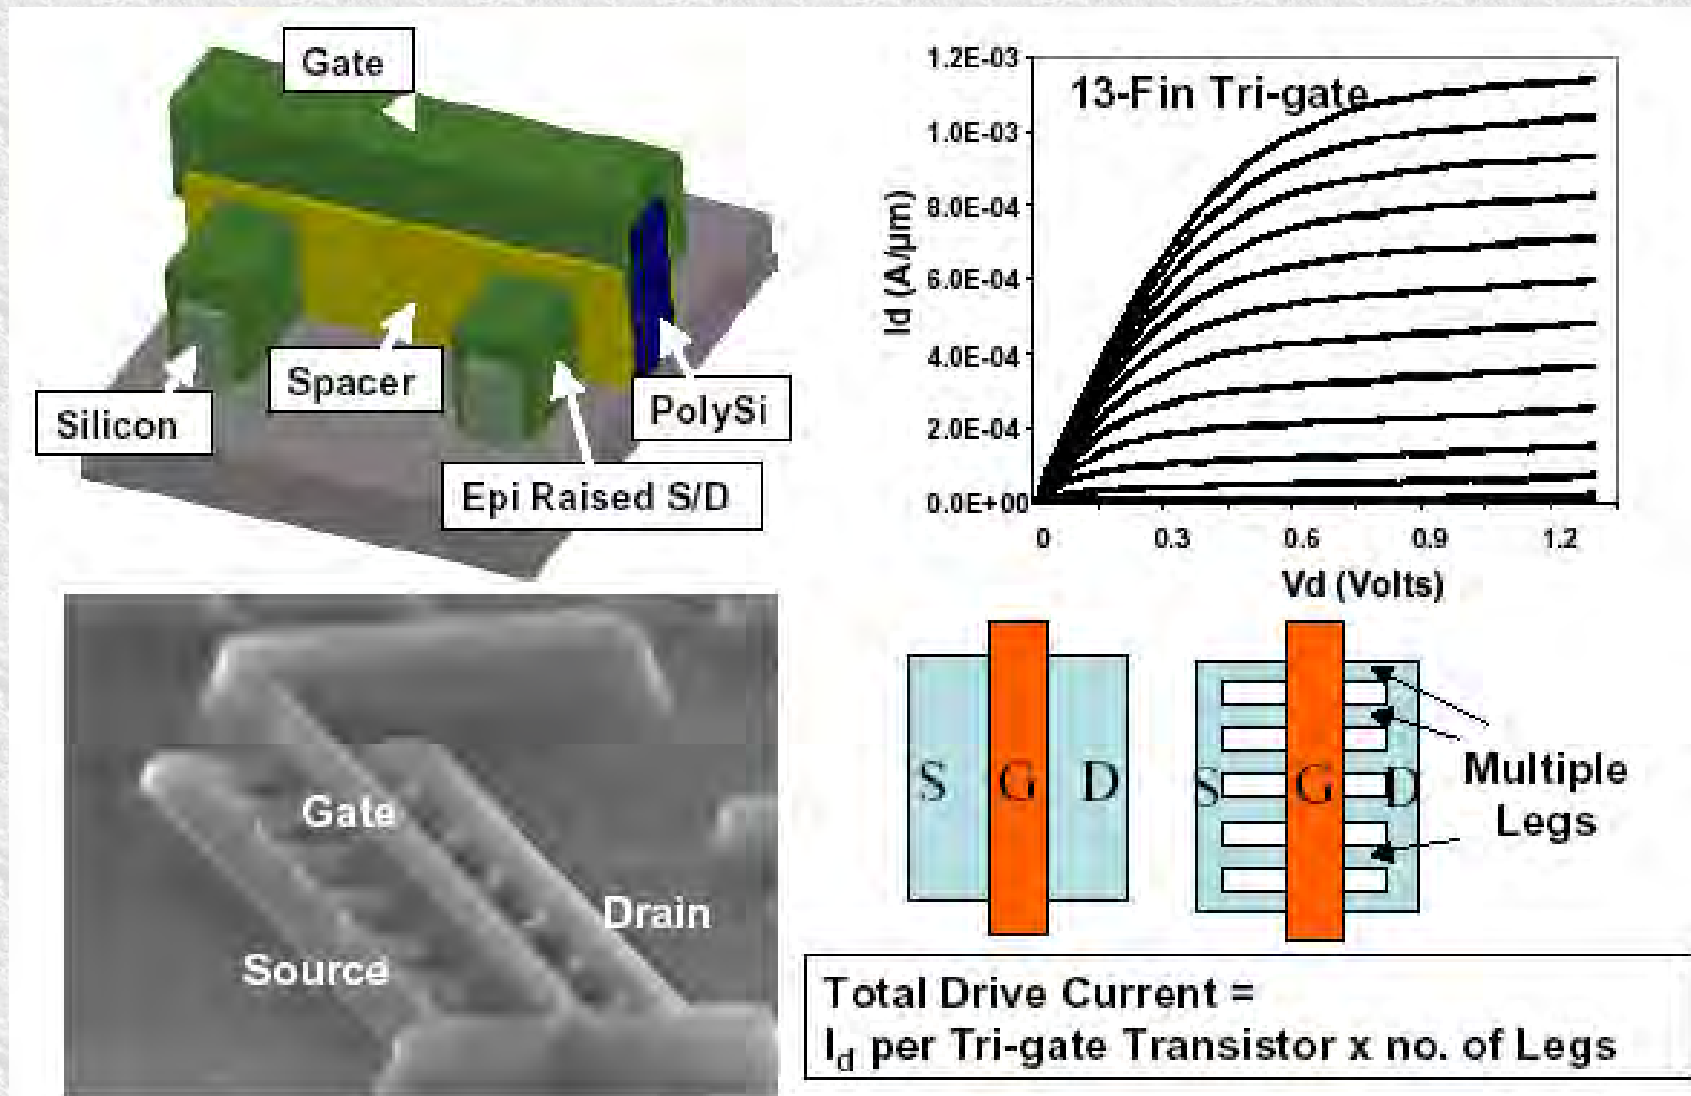 Gate
Spacer
Silicon
PolySi
Epi Raised S/D
13-Fin Tri-gate
Id (A/µm)
1.2E-03
1.0E-03
8.0E-04
6.0E-04
4.0E-04
2.0E-04
0.0E+00
0 0.3 0.6 0.9 1.2
Vd (Volts)
Gate
Drain
Source
S G D
S G D
Multiple
Legs
Total Drive Current =
Id per Tri-gate Transistor x no. of Legs